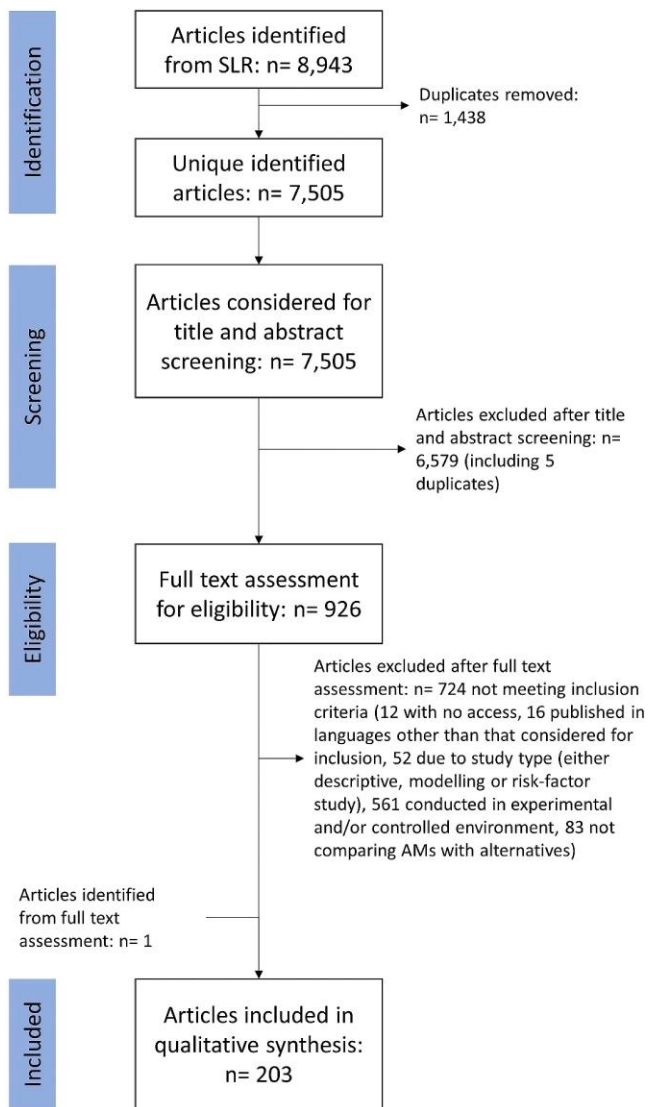 Identification
Articles identified
from SLR: n= 8,943
Duplicates removed:
n= 1,438
Unique identified
articles: n= 7,505
Screening
Articles considered for
title and abstract
screening: n= 7,505
Articles excluded after title
and abstract screening: n=
6,579 (including 5
duplicates)
Eligibility
Full text assessment
for eligibility: n= 926
Articles excluded after full text
assessment: n= 724 not meeting inclusion
criteria (12 with no access, 16 published in
languages other than that considered for
inclusion, 52 due to study type (either
descriptive, modelling or risk-factor
study), 561 conducted in experimental
and/or controlled environment, 83 not
comparing AMs with alternatives)
Articles identified
from full text
assessment: n= 1
Included
Articles included in
qualitative synthesis:
n= 203